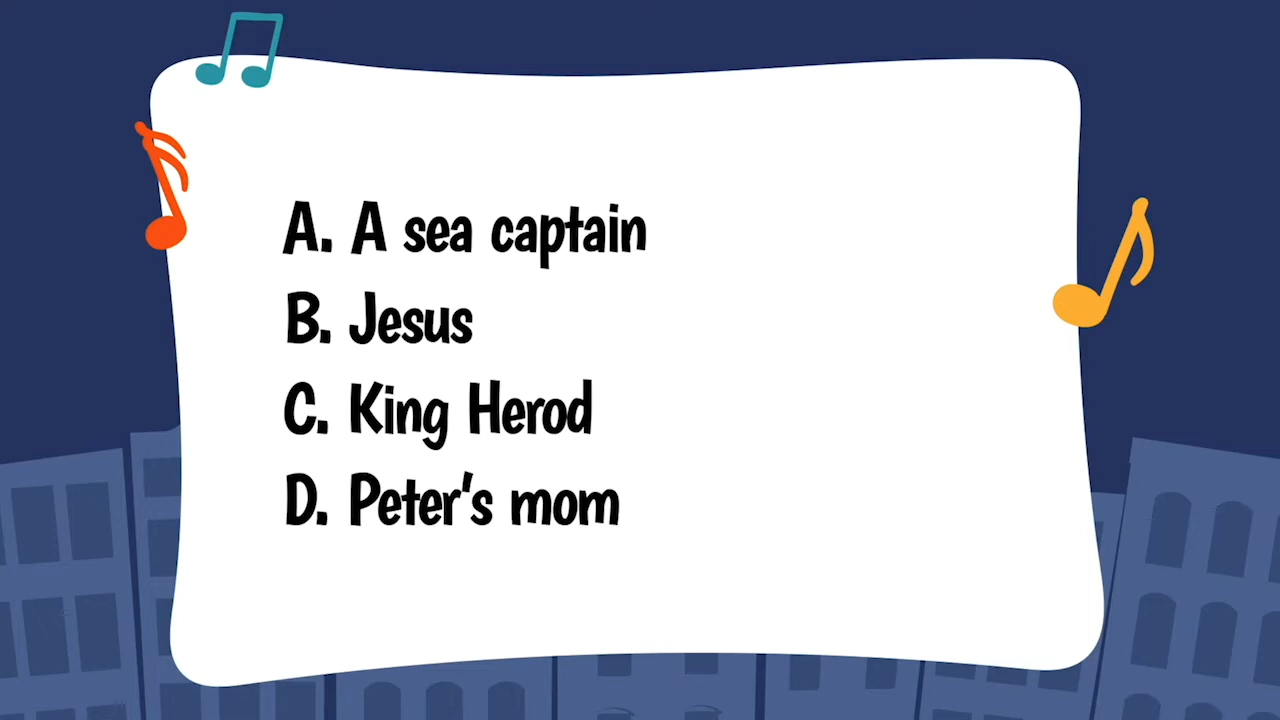 A. A sea captain
B. Jesus
C. King Herod
D. Peter's mom